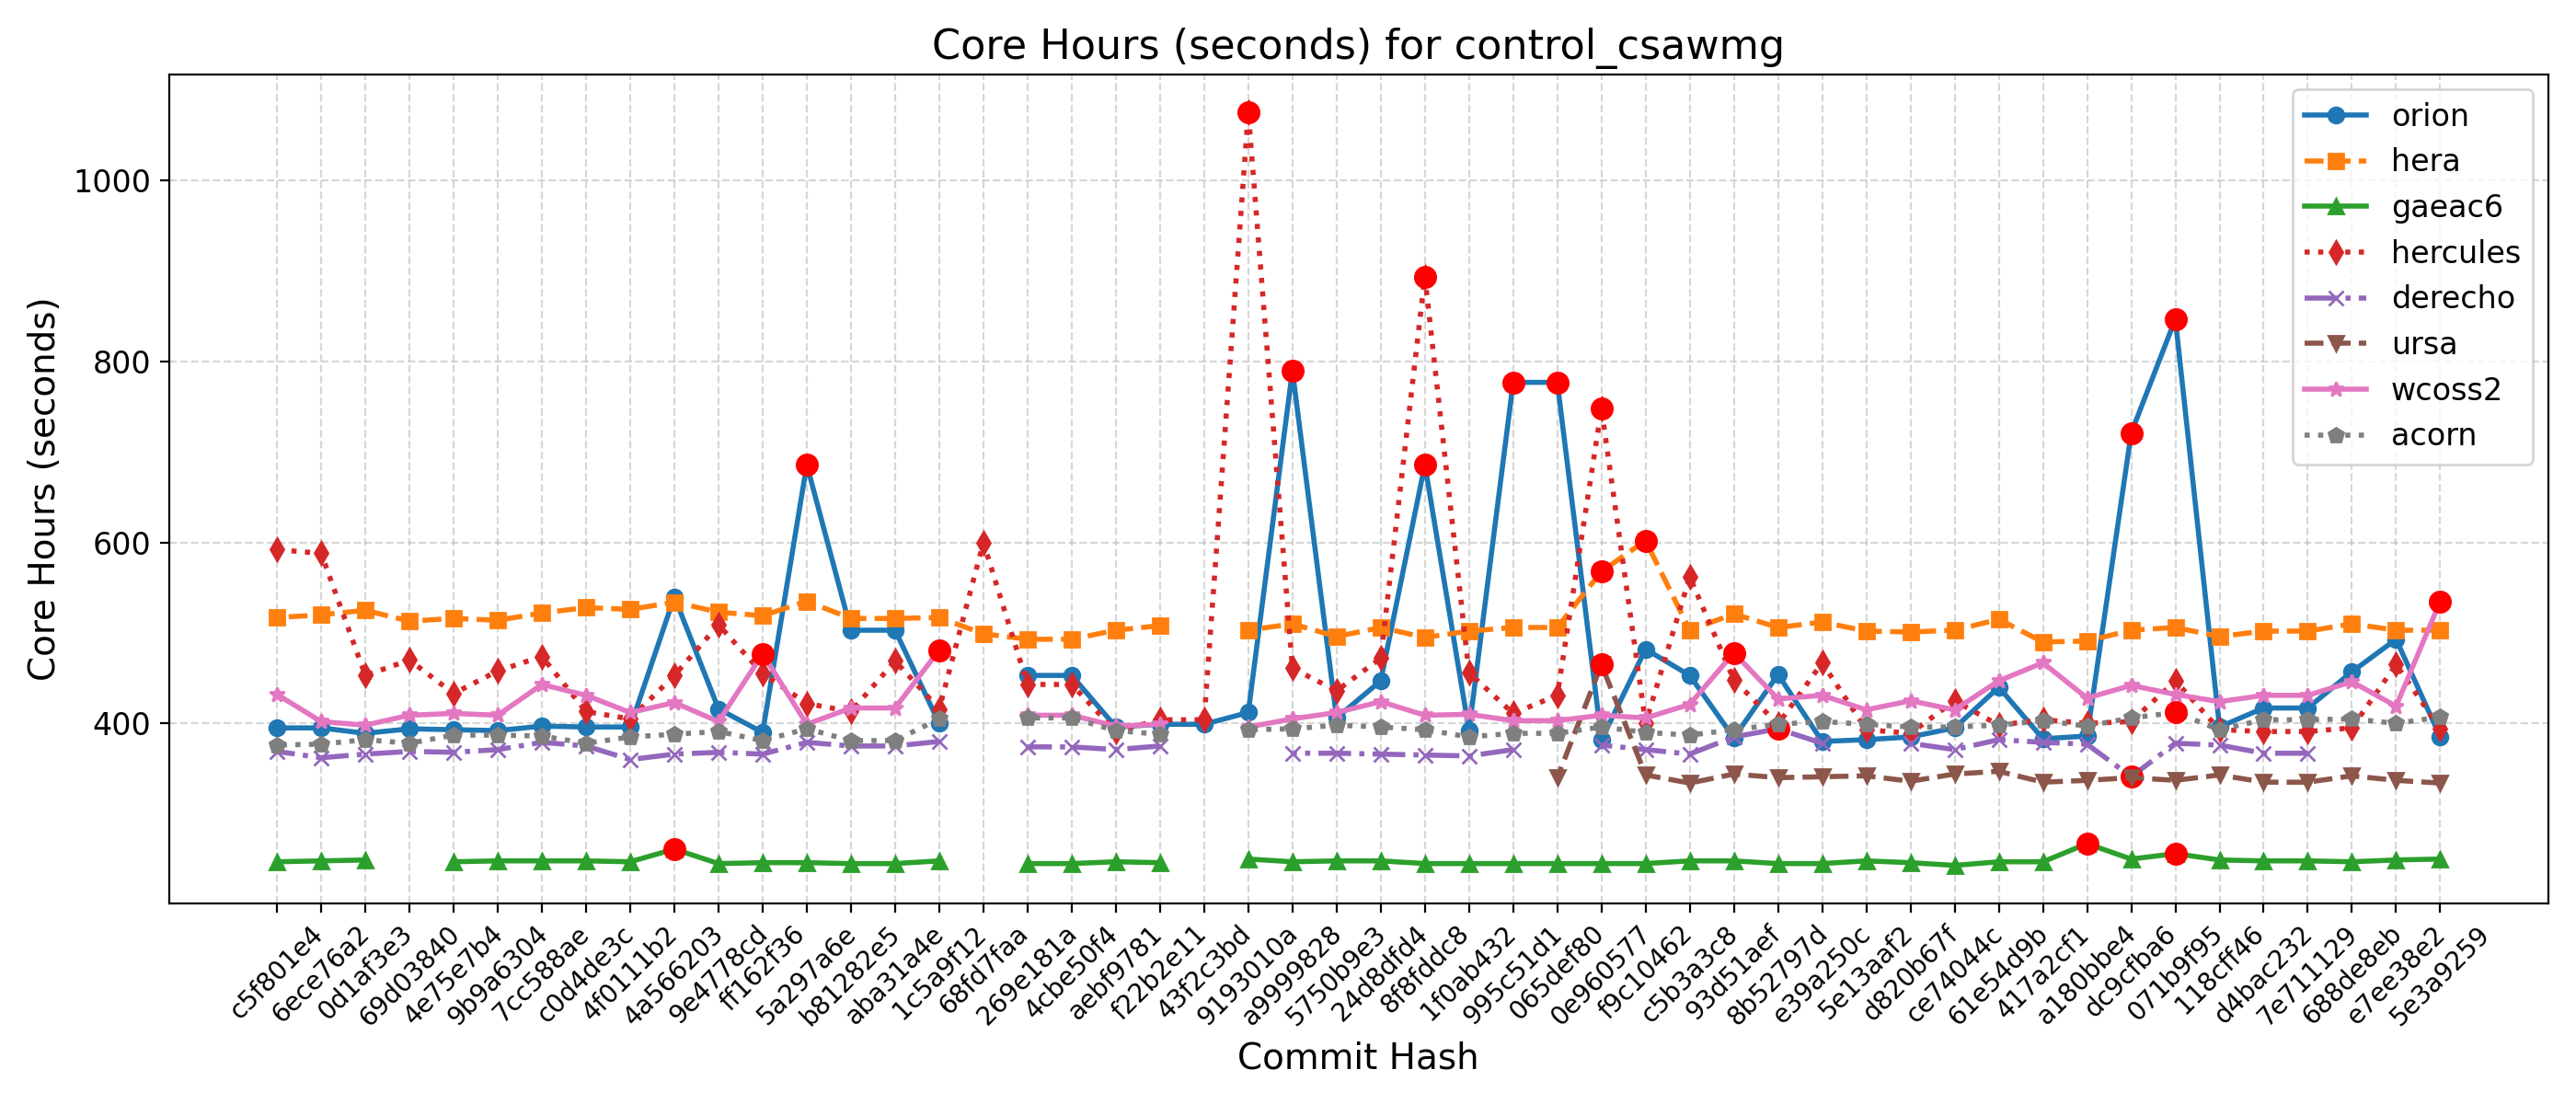 Core Hours (seconds) for control_csawmg
Core Hours (seconds)
1000
800
600
400
orion
hera
gaeac6
hercules
derecho
ursa
wcoss2
acorn
c5f801e4
6ece76a2
0d1af3e3
69d03840
4e75e7b4
9b9a6304
7cc588ae
c0d4de3c
4f0111b2
4a566203
9e4778cd
ff162f36
5a297a6e
b81282e5
aba31a4e
1c5a9f12
68fd7faa
269e181a
4cbe50f4
aebf9781
f22b2e11
43f2c3bd
9193010a
a9999828
5750b9e3
24d8dfd4
8f8fddc8
1f0ab432
995c51d1
065def80
0e960577
f9c10462
c5b3a3c8
93d51aef
8b52797d
e39a250c
5e13aaf2
d820b67f
ce74044c
61e54d9b
417a2cf1
a180bbe4
dc9cfba6
071b9f95
118cff46
d4bac232
7e711129
688de8eb
e7ee38e2
5e3a9259
Commit Hash